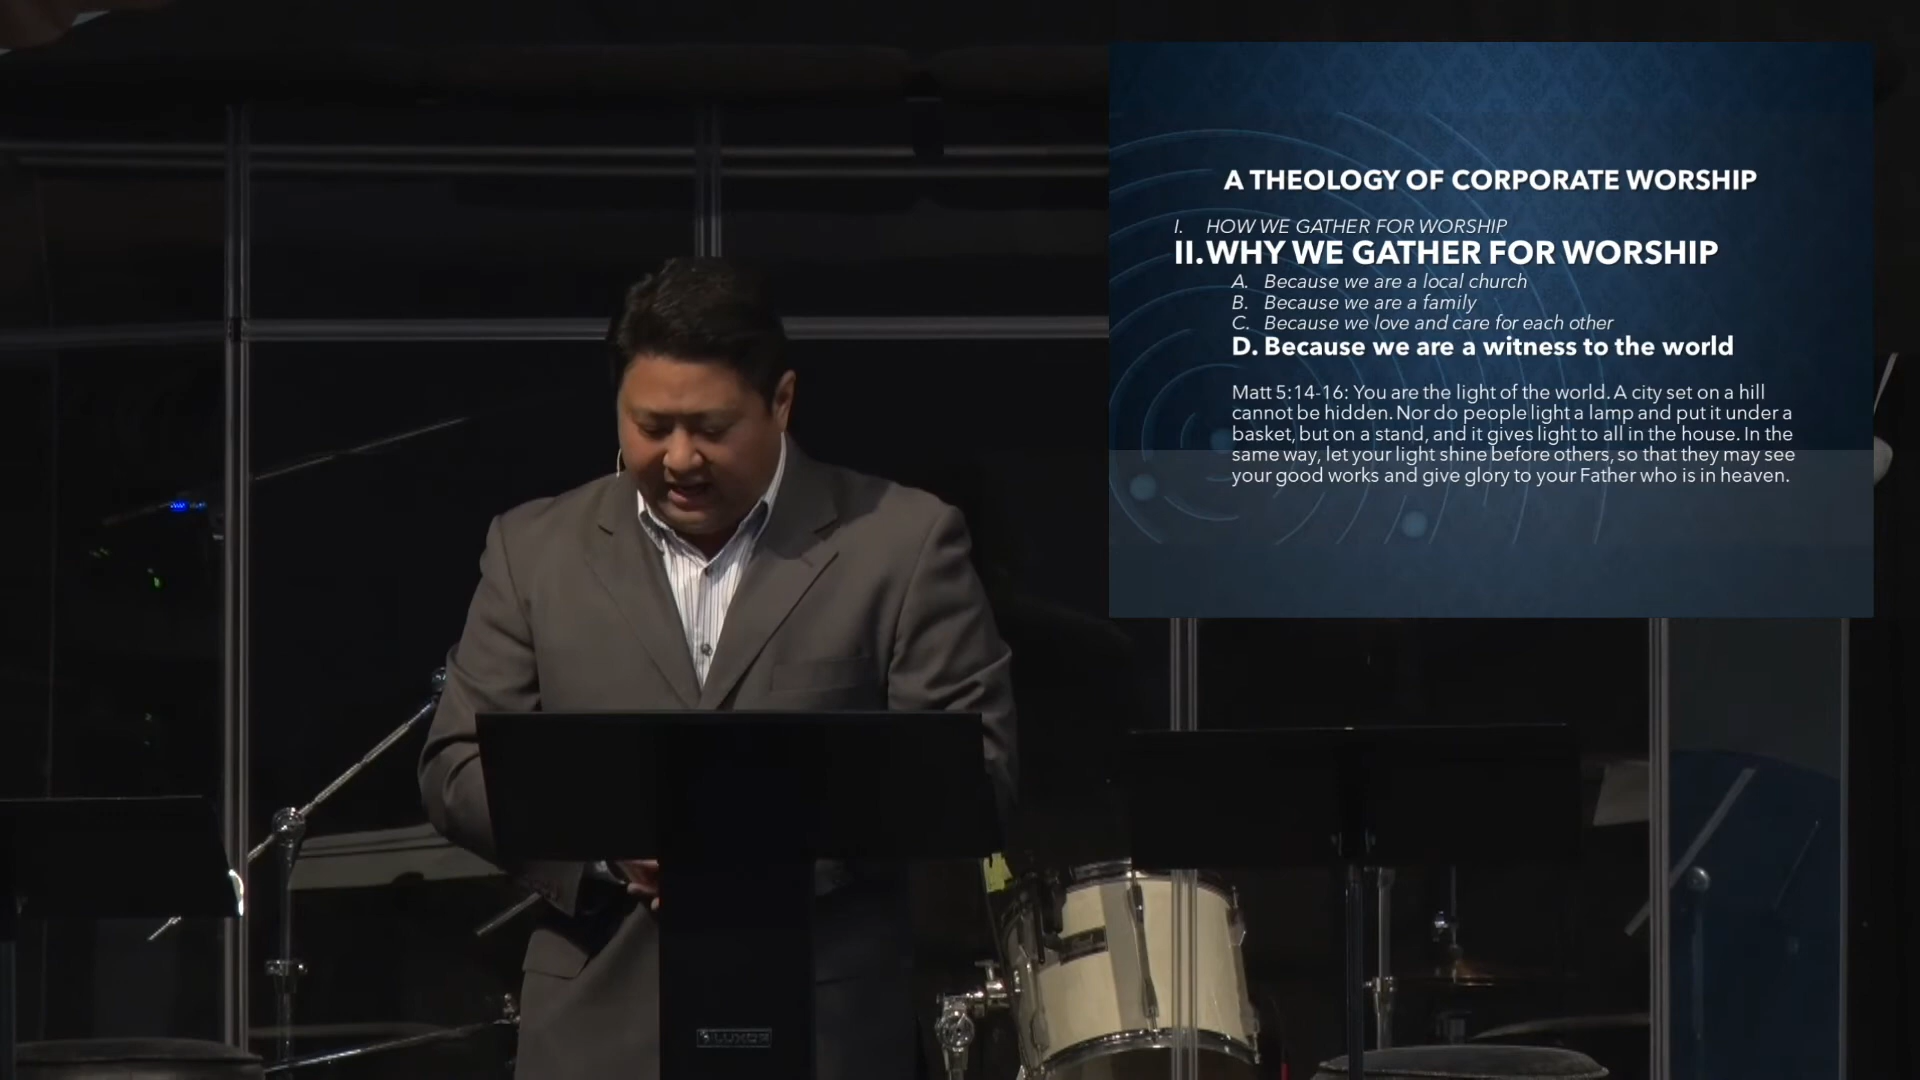 A THEOLOGY OF CORPORATE WORSHIP
I. HOW WE GATHER FOR WORSHIP
II. WHY WE GATHER FOR WORSHIP
A. Because we are a local church
B. Because we are a family
C. Because we love and care for each other
D. Because we are a witness to the world
Matt 5:14-16: You are the light of the world. A city set on a hill
cannot be hidden. Nor do people light a lamp and put it under a
basket, but on a stand, and it gives light to all in the house. In the
same way, let your light shine before others, so that they may see
your good works and give glory to your Father who is in heaven.
LUXOR